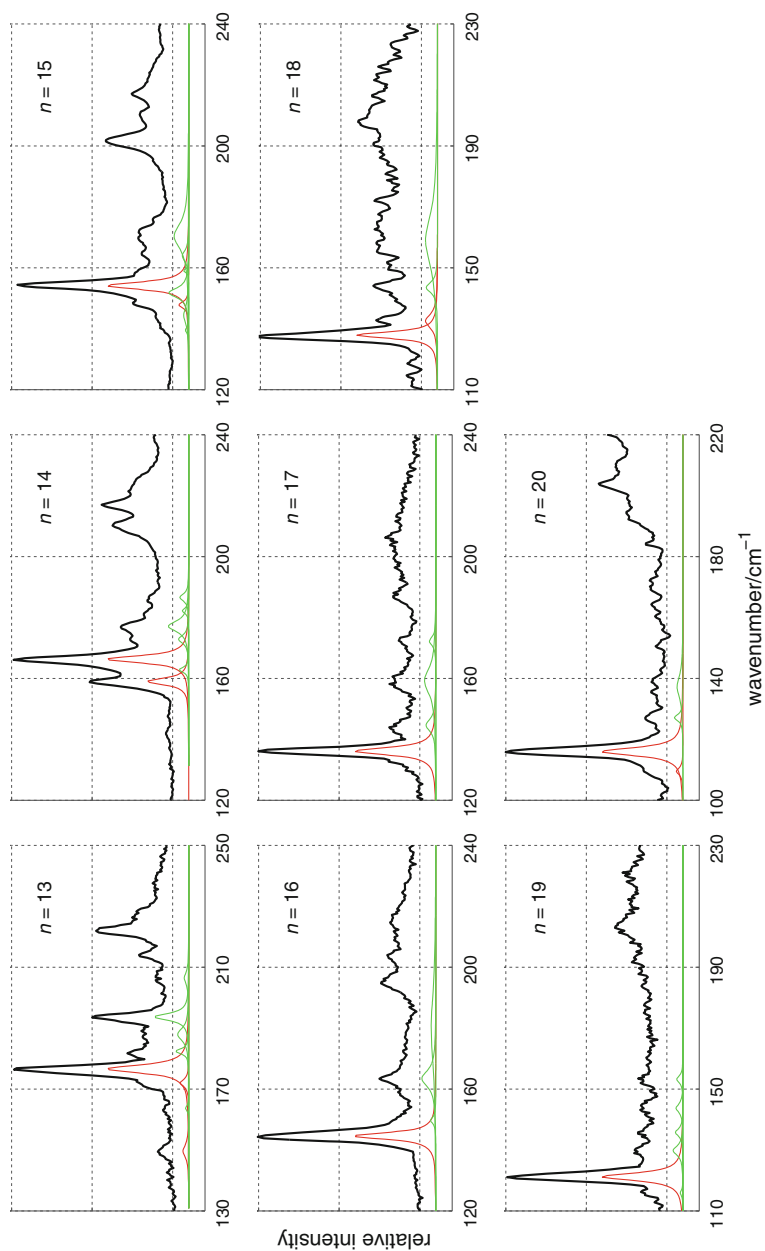 n = 13
130 170 210 250
n = 14
120 160 200 240
n = 15
120 160 200 240
n = 16
120 160 200 240
n = 17
120 160 200 240
n = 18
110 150 190 230
n = 19
110 150 190 230
n = 20
100 140 180 220
relative intensity
wavenumber/cm⁻¹